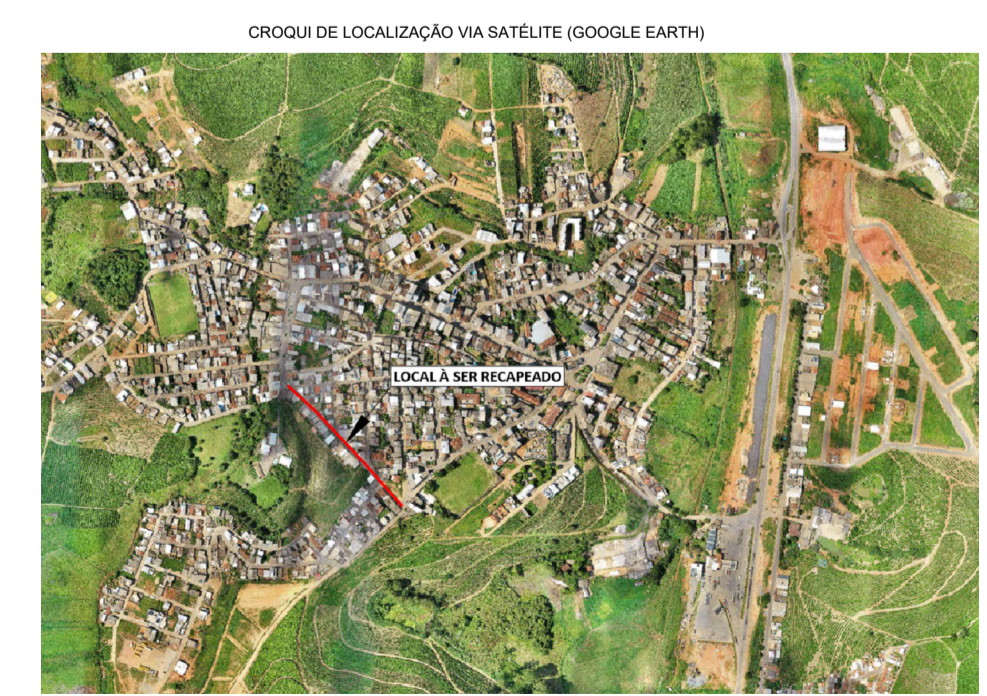 CROQUI DE LOCALIZAÇÃO VIA SATÉLITE (GOOGLE EARTH)
LOCAL À SER RECAPEADO